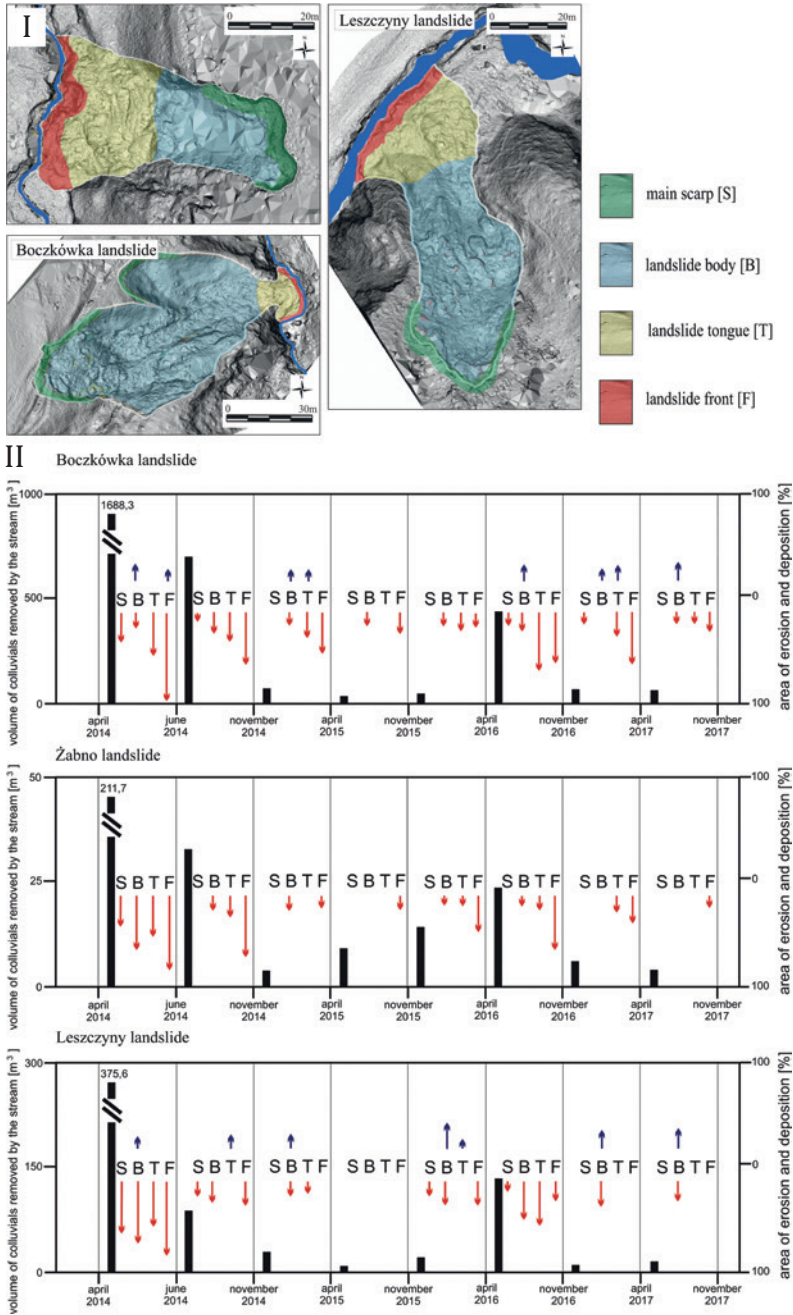 I
0 20m
N
Leszczyny landslide
0 20m
N
Boczkówka landslide
N
0 30m
main scarp [S]
landslide body [B]
landslide tongue [T]
landslide front [F]
II
Boczkówka landslide
volume of colluvials removed by the stream [m³]
1000
500
0
1688,3
S B T F S B T F S B T F S B T F S B T F S B T F S B T F S B T F
100
0
100
area of erosion and deposition [%]
april 2014 june 2014 november 2014 april 2015 november 2015 april 2016 november 2016 april 2017 november 2017
Żabno landslide
volume of colluvials removed by the stream [m³]
50
25
0
211,7
S B T F S B T F S B T F S B T F S B T F S B T F S B T F S B T F
100
0
100
area of erosion and deposition [%]
april 2014 june 2014 november 2014 april 2015 november 2015 april 2016 november 2016 april 2017 november 2017
Leszczyny landslide
volume of colluvials removed by the stream [m³]
300
150
0
375,6
S B T F S B T F S B T F S B T F S B T F S B T F S B T F S B T F
100
0
100
area of erosion and deposition [%]
april 2014 june 2014 november 2014 april 2015 november 2015 april 2016 november 2016 april 2017 november 2017